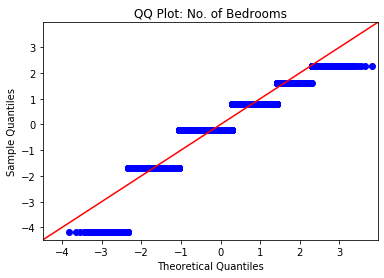 QQ Plot: No. of Bedrooms
3
2
1
0
-1
-2
-3
-4
Sample Quantiles
-4 -3 -2 -1 0 1 2 3
Theoretical Quantiles